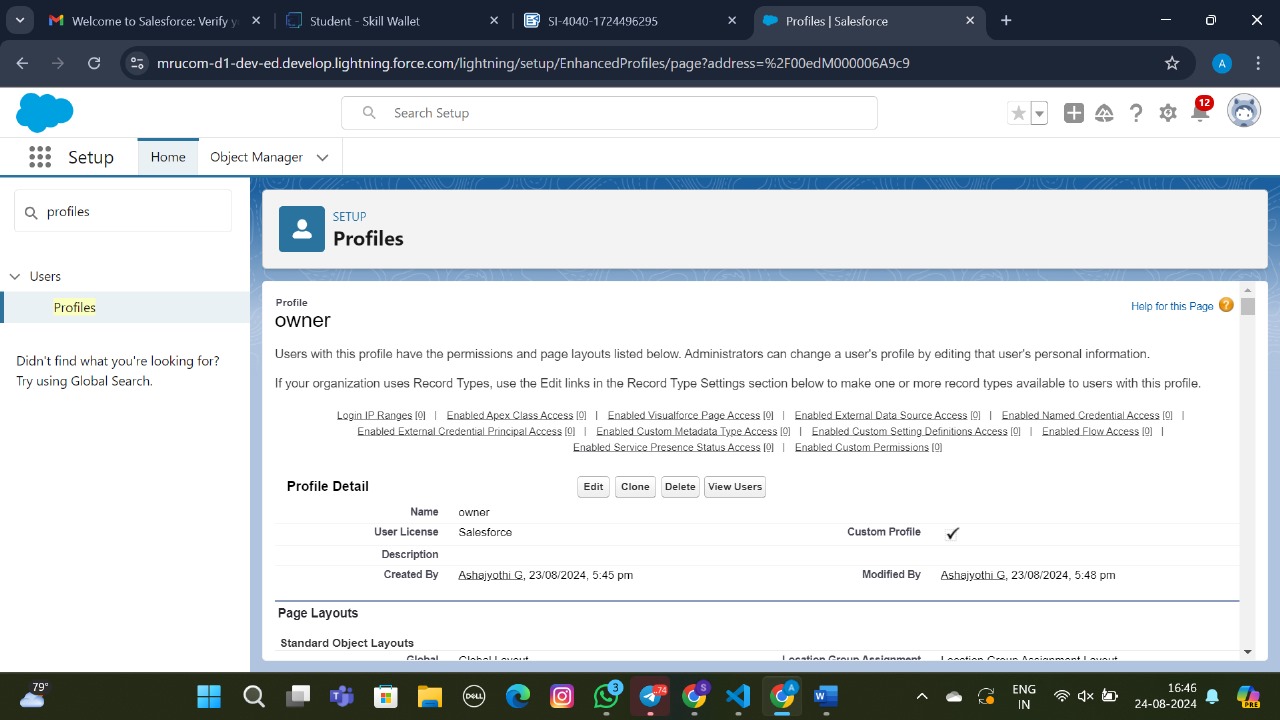 Welcome to Salesforce: Verify y
Student - Skill Wallet
SI-4040-1724496295
Profiles | Salesforce
mrucom-d1-dev-ed.develop.lightning.force.com/lightning/setup/EnhancedProfiles/page?address=%2F00edM000006A9c9
A
Search Setup
12
Setup
Home
Object Manager
profiles
Users
Profiles
Didn't find what you're looking for?
Try using Global Search.
SETUP
Profiles
Profile
owner
Help for this Page
Users with this profile have the permissions and page layouts listed below. Administrators can change a user's profile by editing that user's personal information.
If your organization uses Record Types, use the Edit links in the Record Type Settings section below to make one or more record types available to users with this profile.
Login IP Ranges [0] | Enabled Apex Class Access [0] | Enabled Visualforce Page Access [0] | Enabled External Data Source Access [0] | Enabled Named Credential Access [0] |
Enabled External Credential Principal Access [0] | Enabled Custom Metadata Type Access [0] | Enabled Custom Setting Definitions Access [0] | Enabled Flow Access [0] |
Enabled Service Presence Status Access [0] | Enabled Custom Permissions [0]
Profile Detail
Edit Clone Delete View Users
Name owner
User License Salesforce Custom Profile
Description
Created By Ashajyothi G, 23/08/2024, 5:45 pm Modified By Ashajyothi G, 23/08/2024, 5:48 pm
Page Layouts
Standard Object Layouts
Global Global Layout Location Group Assignment Location Group Assignment Layout
79°
DELL
3
74
S
A
ENG
IN
16:46
24-08-2024
PRE